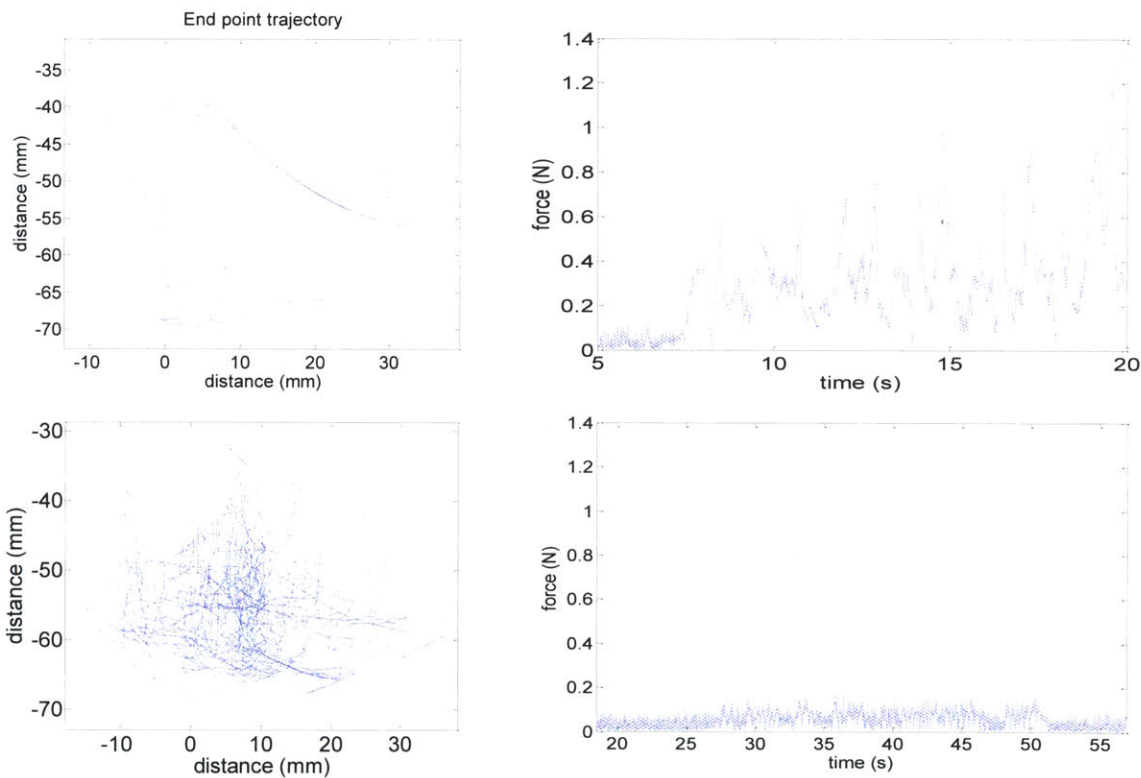 End point trajectory
-35
-40
-45
-50
-55
-60
-65
-70
-10 0 10 20 30
distance (mm)
distance (mm)
1.4
1.2
1
0.8
0.6
0.4
0.2
0
5 10 15 20
force (N)
time (s)
-30
-40
-50
-60
-70
-10 0 10 20 30
distance (mm)
distance (mm)
1.4
1.2
1
0.8
0.6
0.4
0.2
0
20 25 30 35 40 45 50 55
force (N)
time (s)